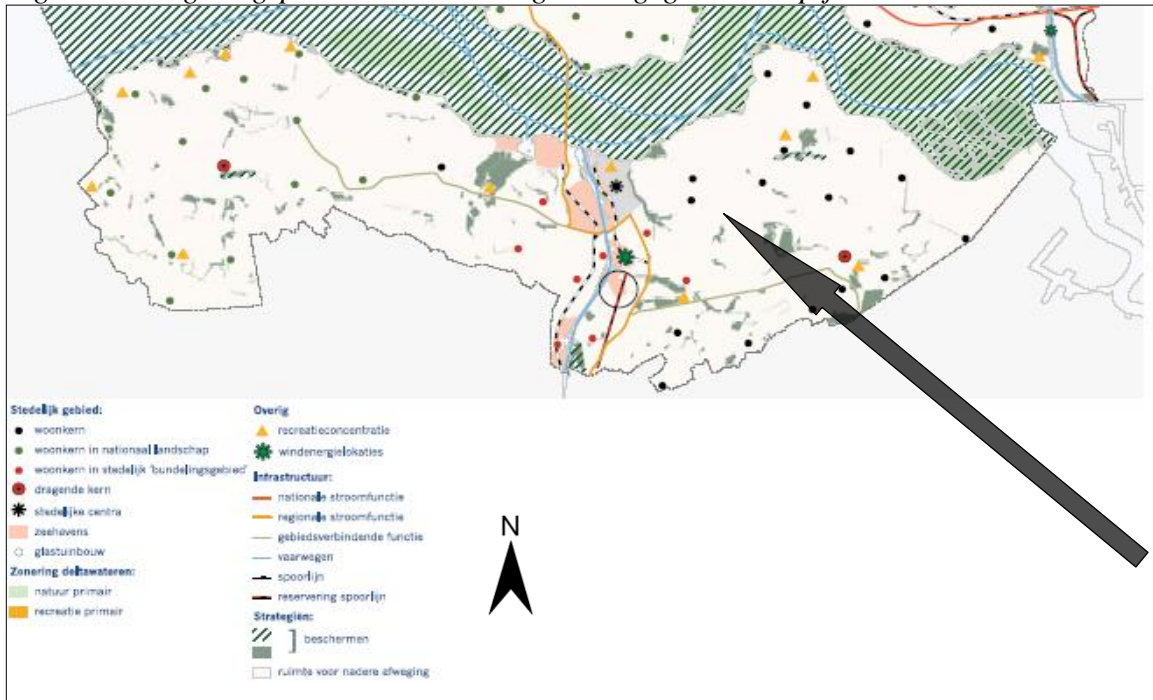 Stedelijk gebied:
woonkern
woonkern in nationaal landschap
woonkern in stedelijk 'bundelingsgebied'
dragende kern
stedelijke centra
zeehavens
glastuinbouw
Zonering deltawateren:
natuur primair
recreatie primair
Overig
recreatieconcentratie
windenergielokaties
Infrastructuur:
nationale stroomfunctie
regionale stroomfunctie
gebiedsverbindende functie
vaarwegen
spoorlijn
reservering spoorlijn
Strategiën:
beschermen
ruimte voor nadere afweging
N